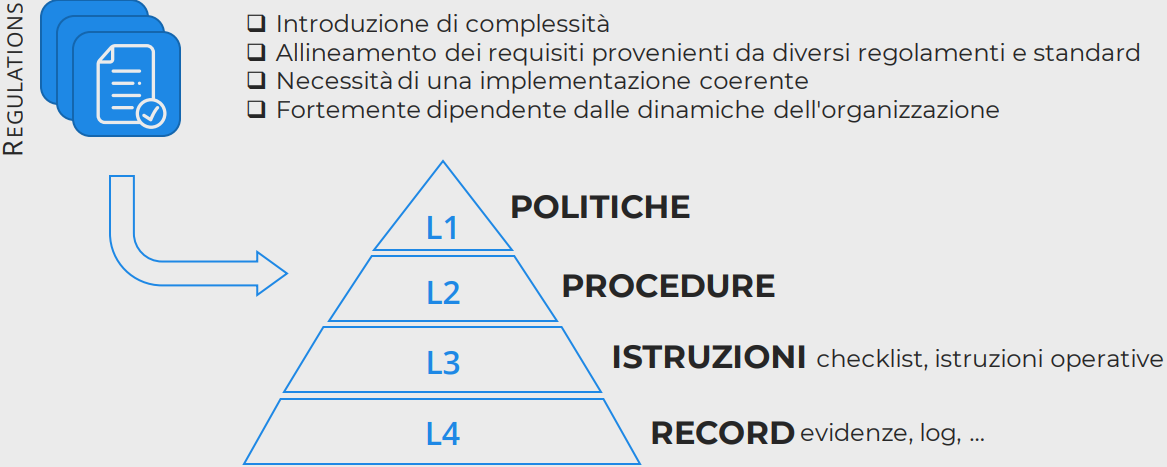 REGULATIONS
❑ Introduzione di complessità
❑ Allineamento dei requisiti provenienti da diversi regolamenti e standard
❑ Necessità di una implementazione coerente
❑ Fortemente dipendente dalle dinamiche dell'organizzazione
L1 POLITICHE
L2 PROCEDURE
L3 ISTRUZIONI checklist, istruzioni operative
L4 RECORD evidenze, log, ...